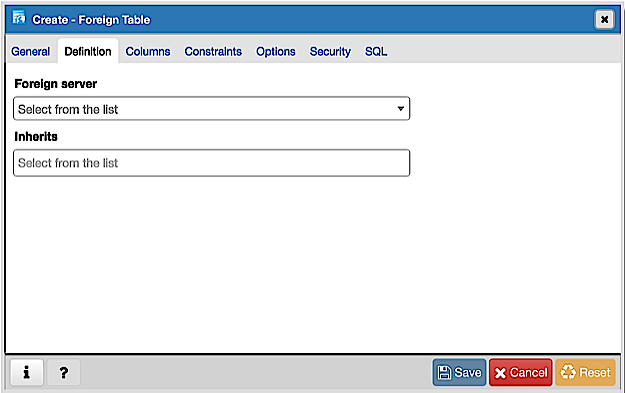 Create - Foreign Table
General Definition Columns Constraints Options Security SQL
Foreign server
Select from the list
Inherits
Select from the list
i ? Save Cancel Reset